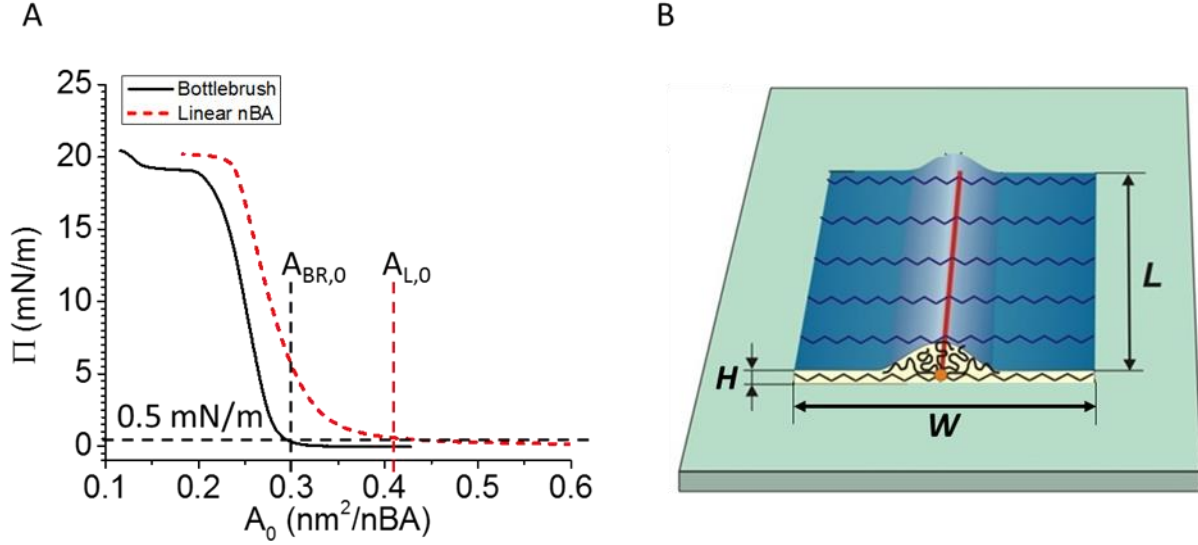 A
B
Π (mN/m)
25
20
15
10
5
0
Bottlebrush
Linear nBA
A_BR,0
A_L,0
0.5 mN/m
0.1 0.2 0.3 0.4 0.5 0.6
A₀ (nm²/nBA)
L
H
W